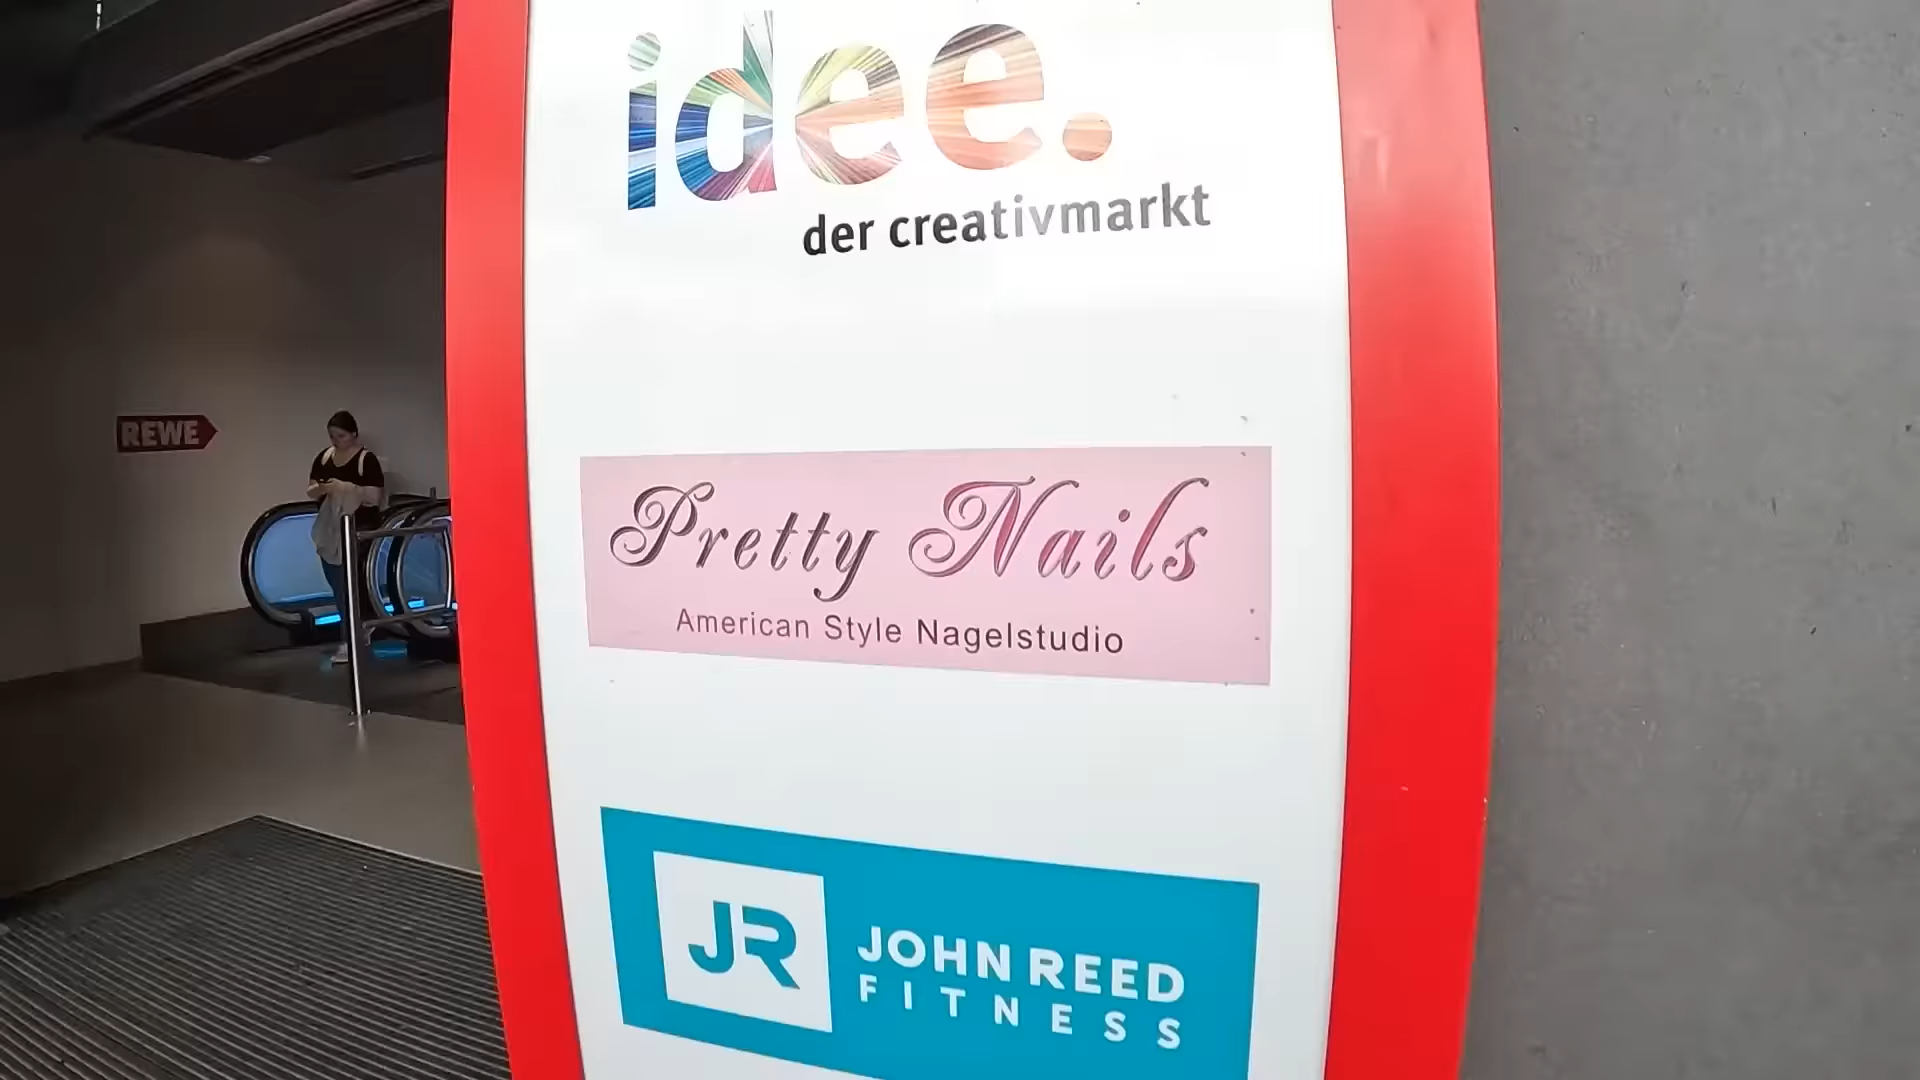 idee.
der creativmarkt
REWE
Pretty Nails
American Style Nagelstudio
JR
JOHN REED
FITNESS